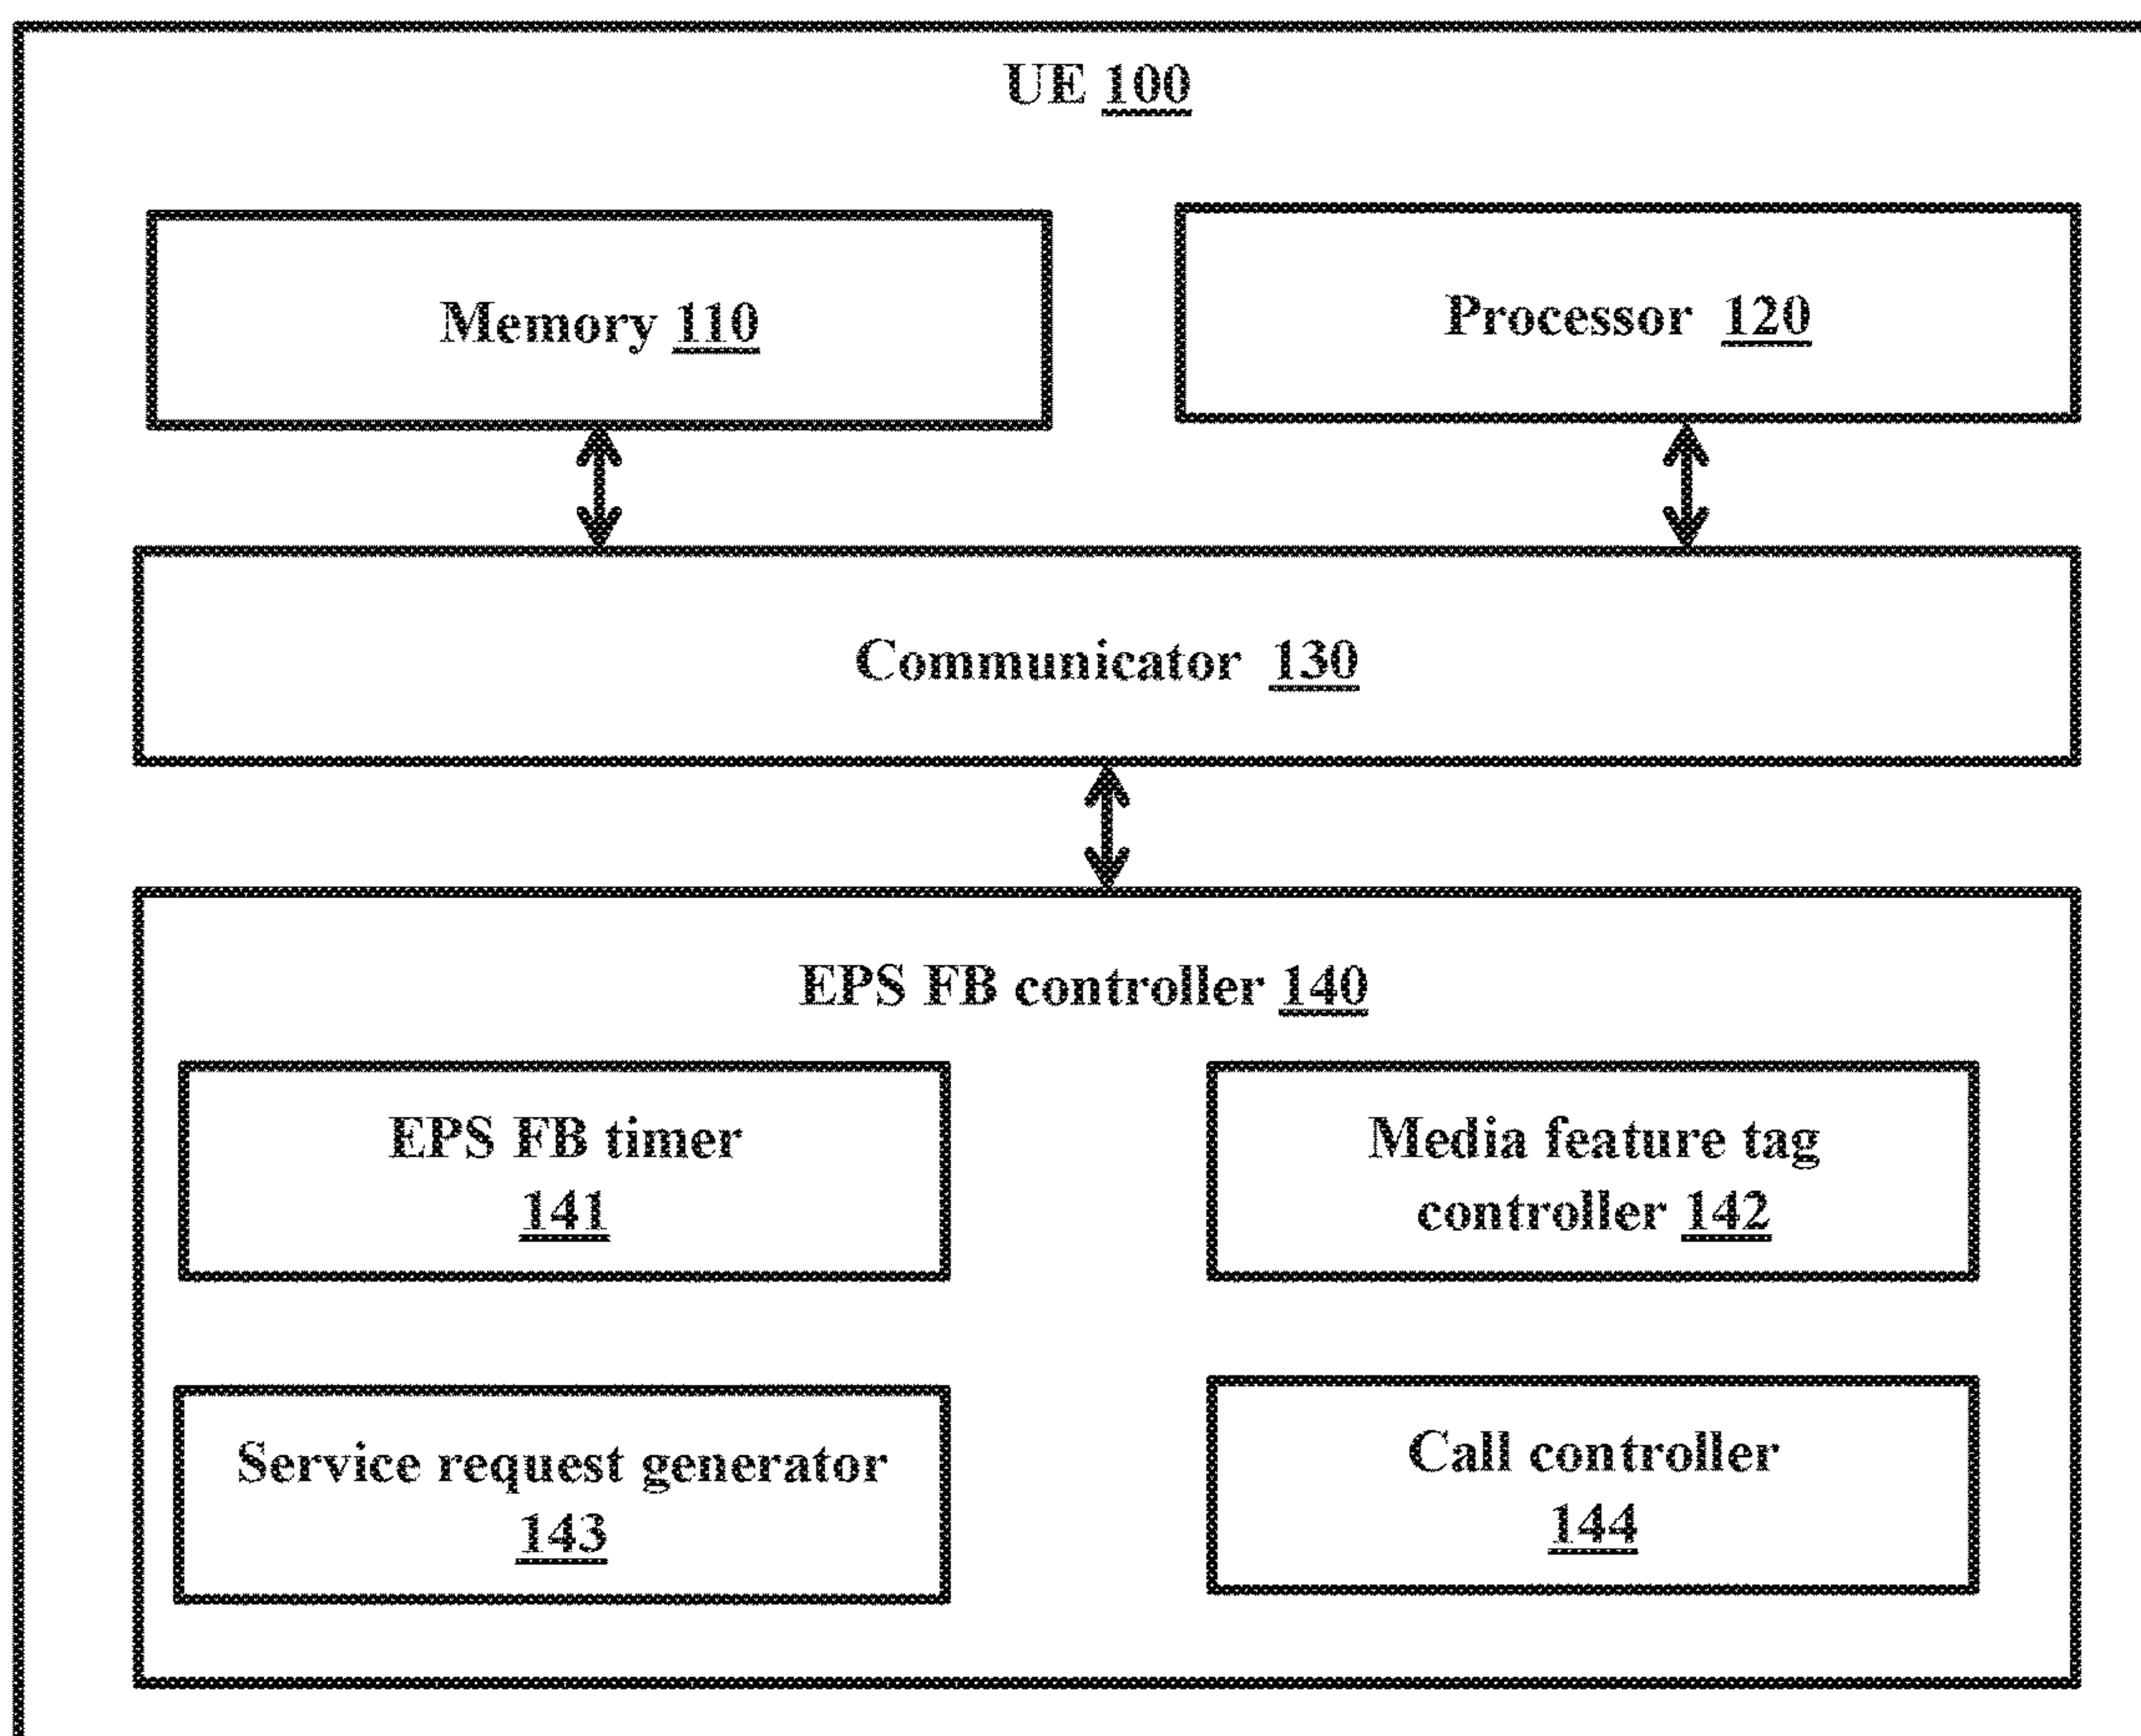 UE 100
Memory 110
Processor 120
Communicator 130
EPS FB controller 140
EPS FB timer
141
Media feature tag
controller 142
Service request generator
143
Call controller
144